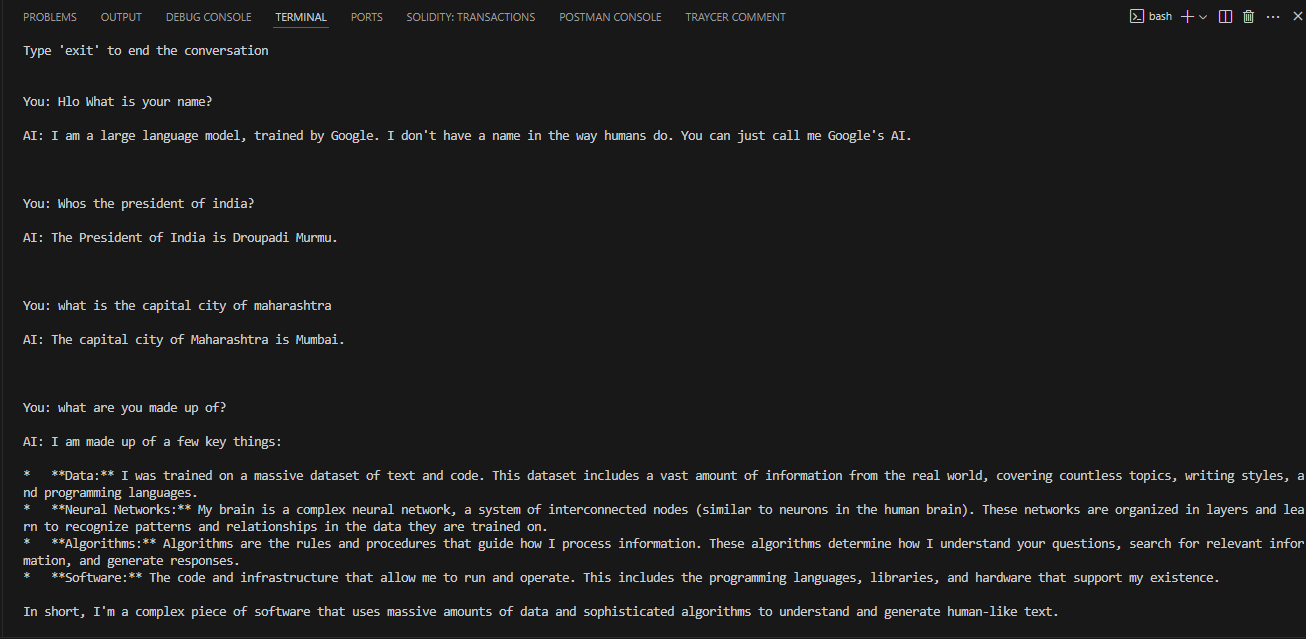 PROBLEMS OUTPUT DEBUG CONSOLE TERMINAL PORTS SOLIDITY: TRANSACTIONS POSTMAN CONSOLE TRAYCER COMMENT bash
Type 'exit' to end the conversation
You: Hlo What is your name?
AI: I am a large language model, trained by Google. I don't have a name in the way humans do. You can just call me Google's AI.
You: Whos the president of india?
AI: The President of India is Droupadi Murmu.
You: what is the capital city of maharashtra
AI: The capital city of Maharashtra is Mumbai.
You: what are you made up of?
AI: I am made up of a few key things:
*   **Data:** I was trained on a massive dataset of text and code. This dataset includes a vast amount of information from the real world, covering countless topics, writing styles, a
nd programming languages.
*   **Neural Networks:** My brain is a complex neural network, a system of interconnected nodes (similar to neurons in the human brain). These networks are organized in layers and lea
rn to recognize patterns and relationships in the data they are trained on.
*   **Algorithms:** Algorithms are the rules and procedures that guide how I process information. These algorithms determine how I understand your questions, search for relevant infor
mation, and generate responses.
*   **Software:** The code and infrastructure that allow me to run and operate. This includes the programming languages, libraries, and hardware that support my existence.
In short, I'm a complex piece of software that uses massive amounts of data and sophisticated algorithms to understand and generate human-like text.